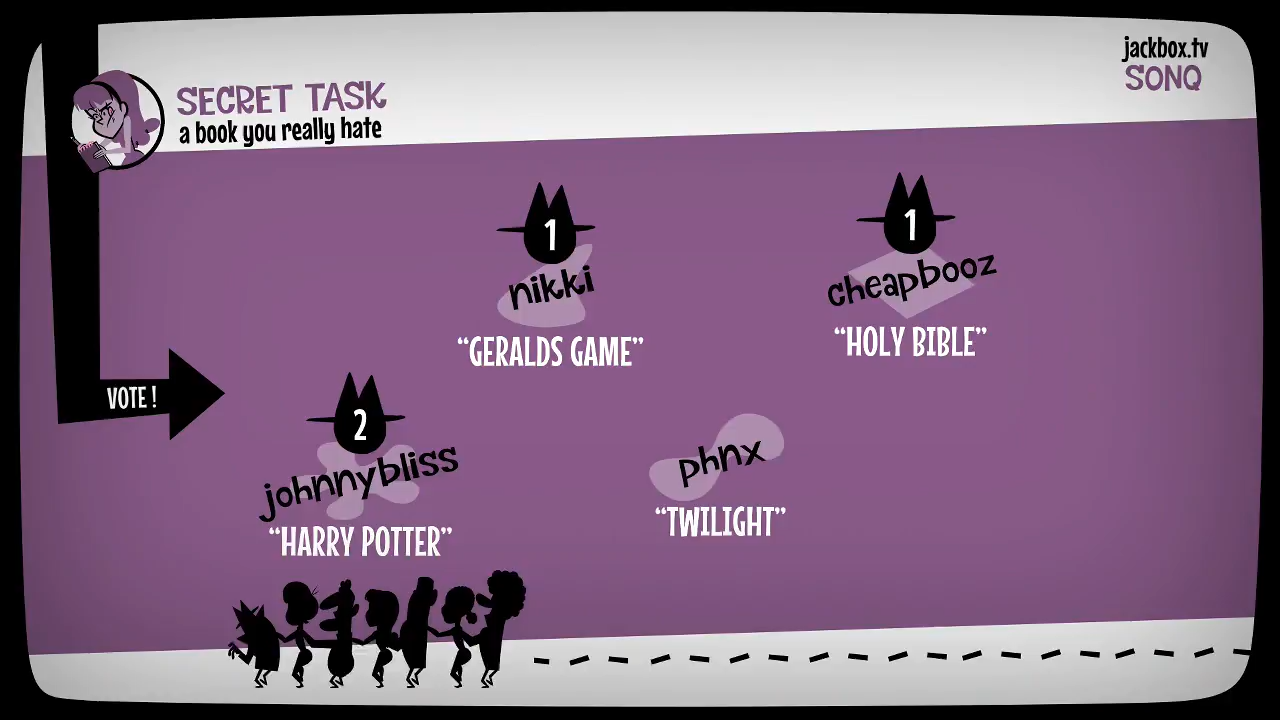 jackbox.tv
SONQ
SECRET TASK
a book you really hate
1
nikki
“GERALDS GAME”
1
cheapbooz
“HOLY BIBLE”
VOTE !
2
johnnybliss
“HARRY POTTER”
phnx
“TWILIGHT”